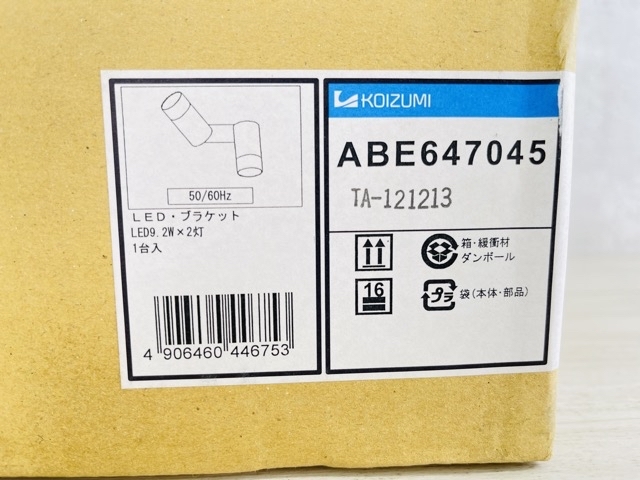 50/60Hz
LED・ブラケット
LED9.2W×2灯
1台入
4 906460 446753
KOIZUMI
ABE647045
TA-121213
箱・緩衝材
ダンボール
16
プラ
袋(本体・部品)